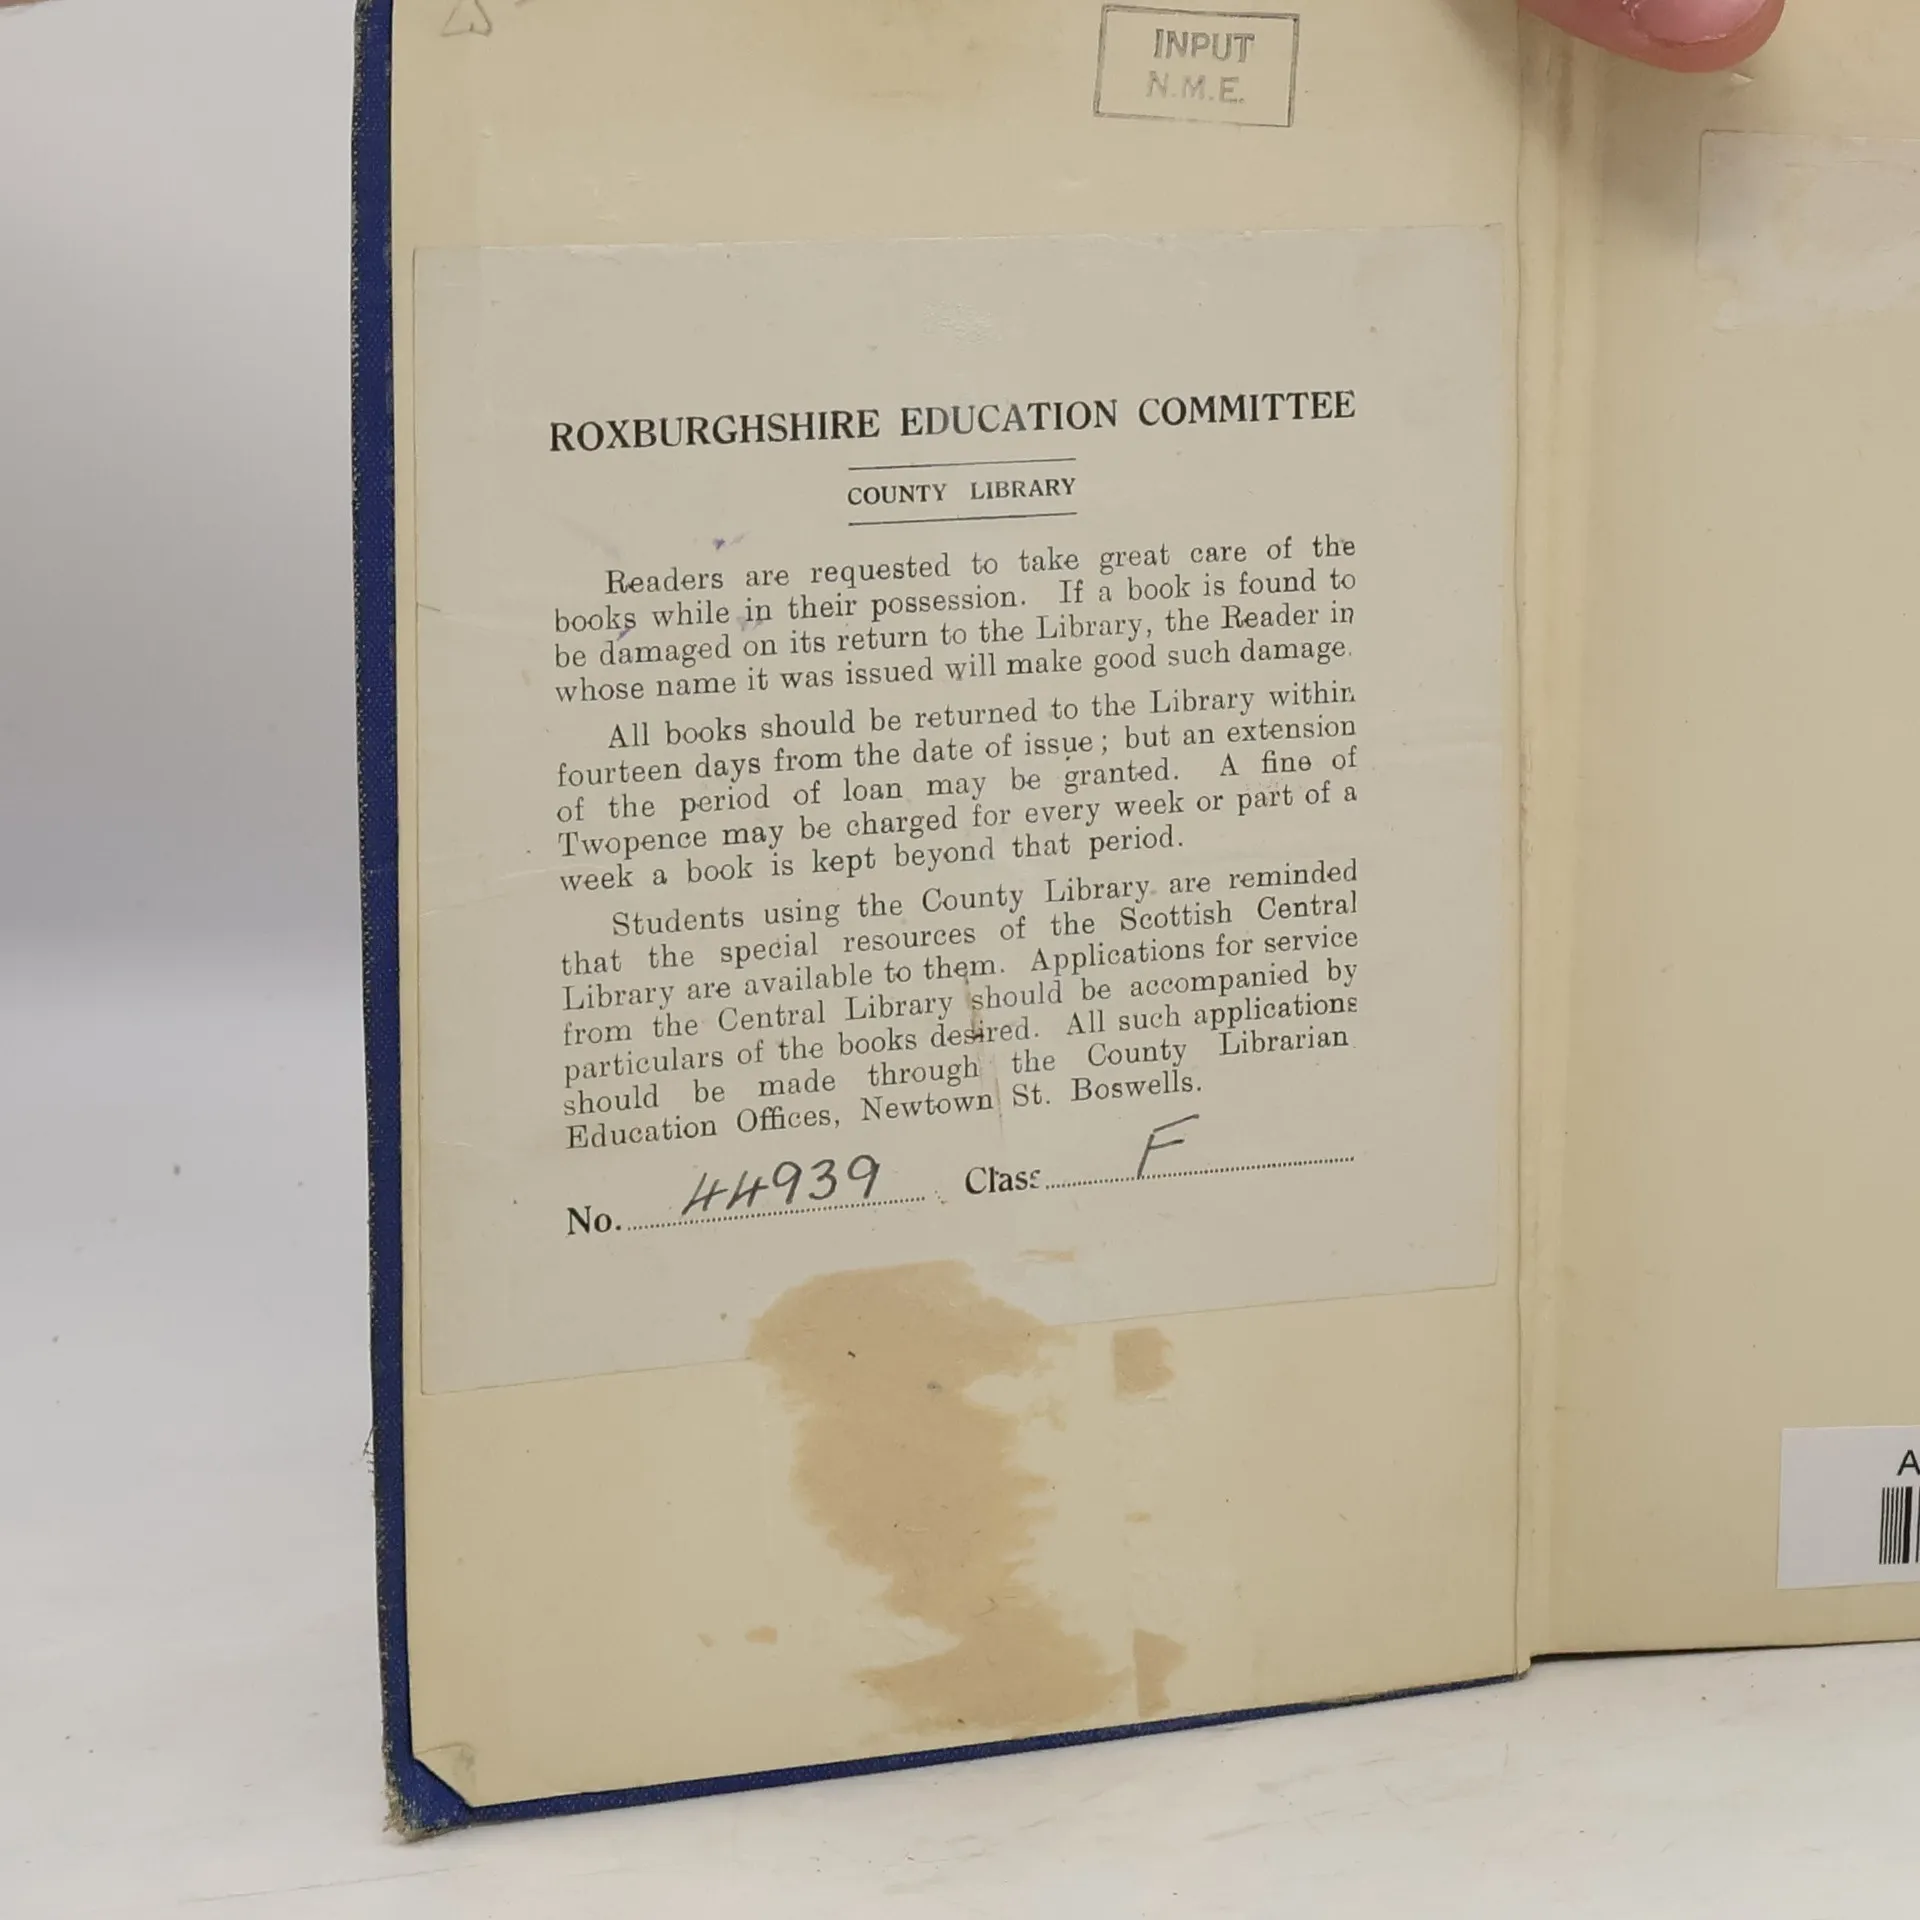 INPUT
N.M.E.
ROXBURGHSHIRE EDUCATION COMMITTEE
COUNTY LIBRARY
Readers are requested to take great care of the
books while in their possession. If a book is found to
be damaged on its return to the Library, the Reader in
whose name it was issued will make good such damage.
All books should be returned to the Library within
fourteen days from the date of issue; but an extension
of the period of loan may be granted. A fine of
Twopence may be charged for every week or part of a
week a book is kept beyond that period.
Students using the County Library are reminded
that the special resources of the Scottish Central
Library are available to them. Applications for service
from the Central Library should be accompanied by
particulars of the books desired. All such applications
should be made through the County Librarian
Education Offices, Newtown St. Boswells.
No. 44939 Class F
A